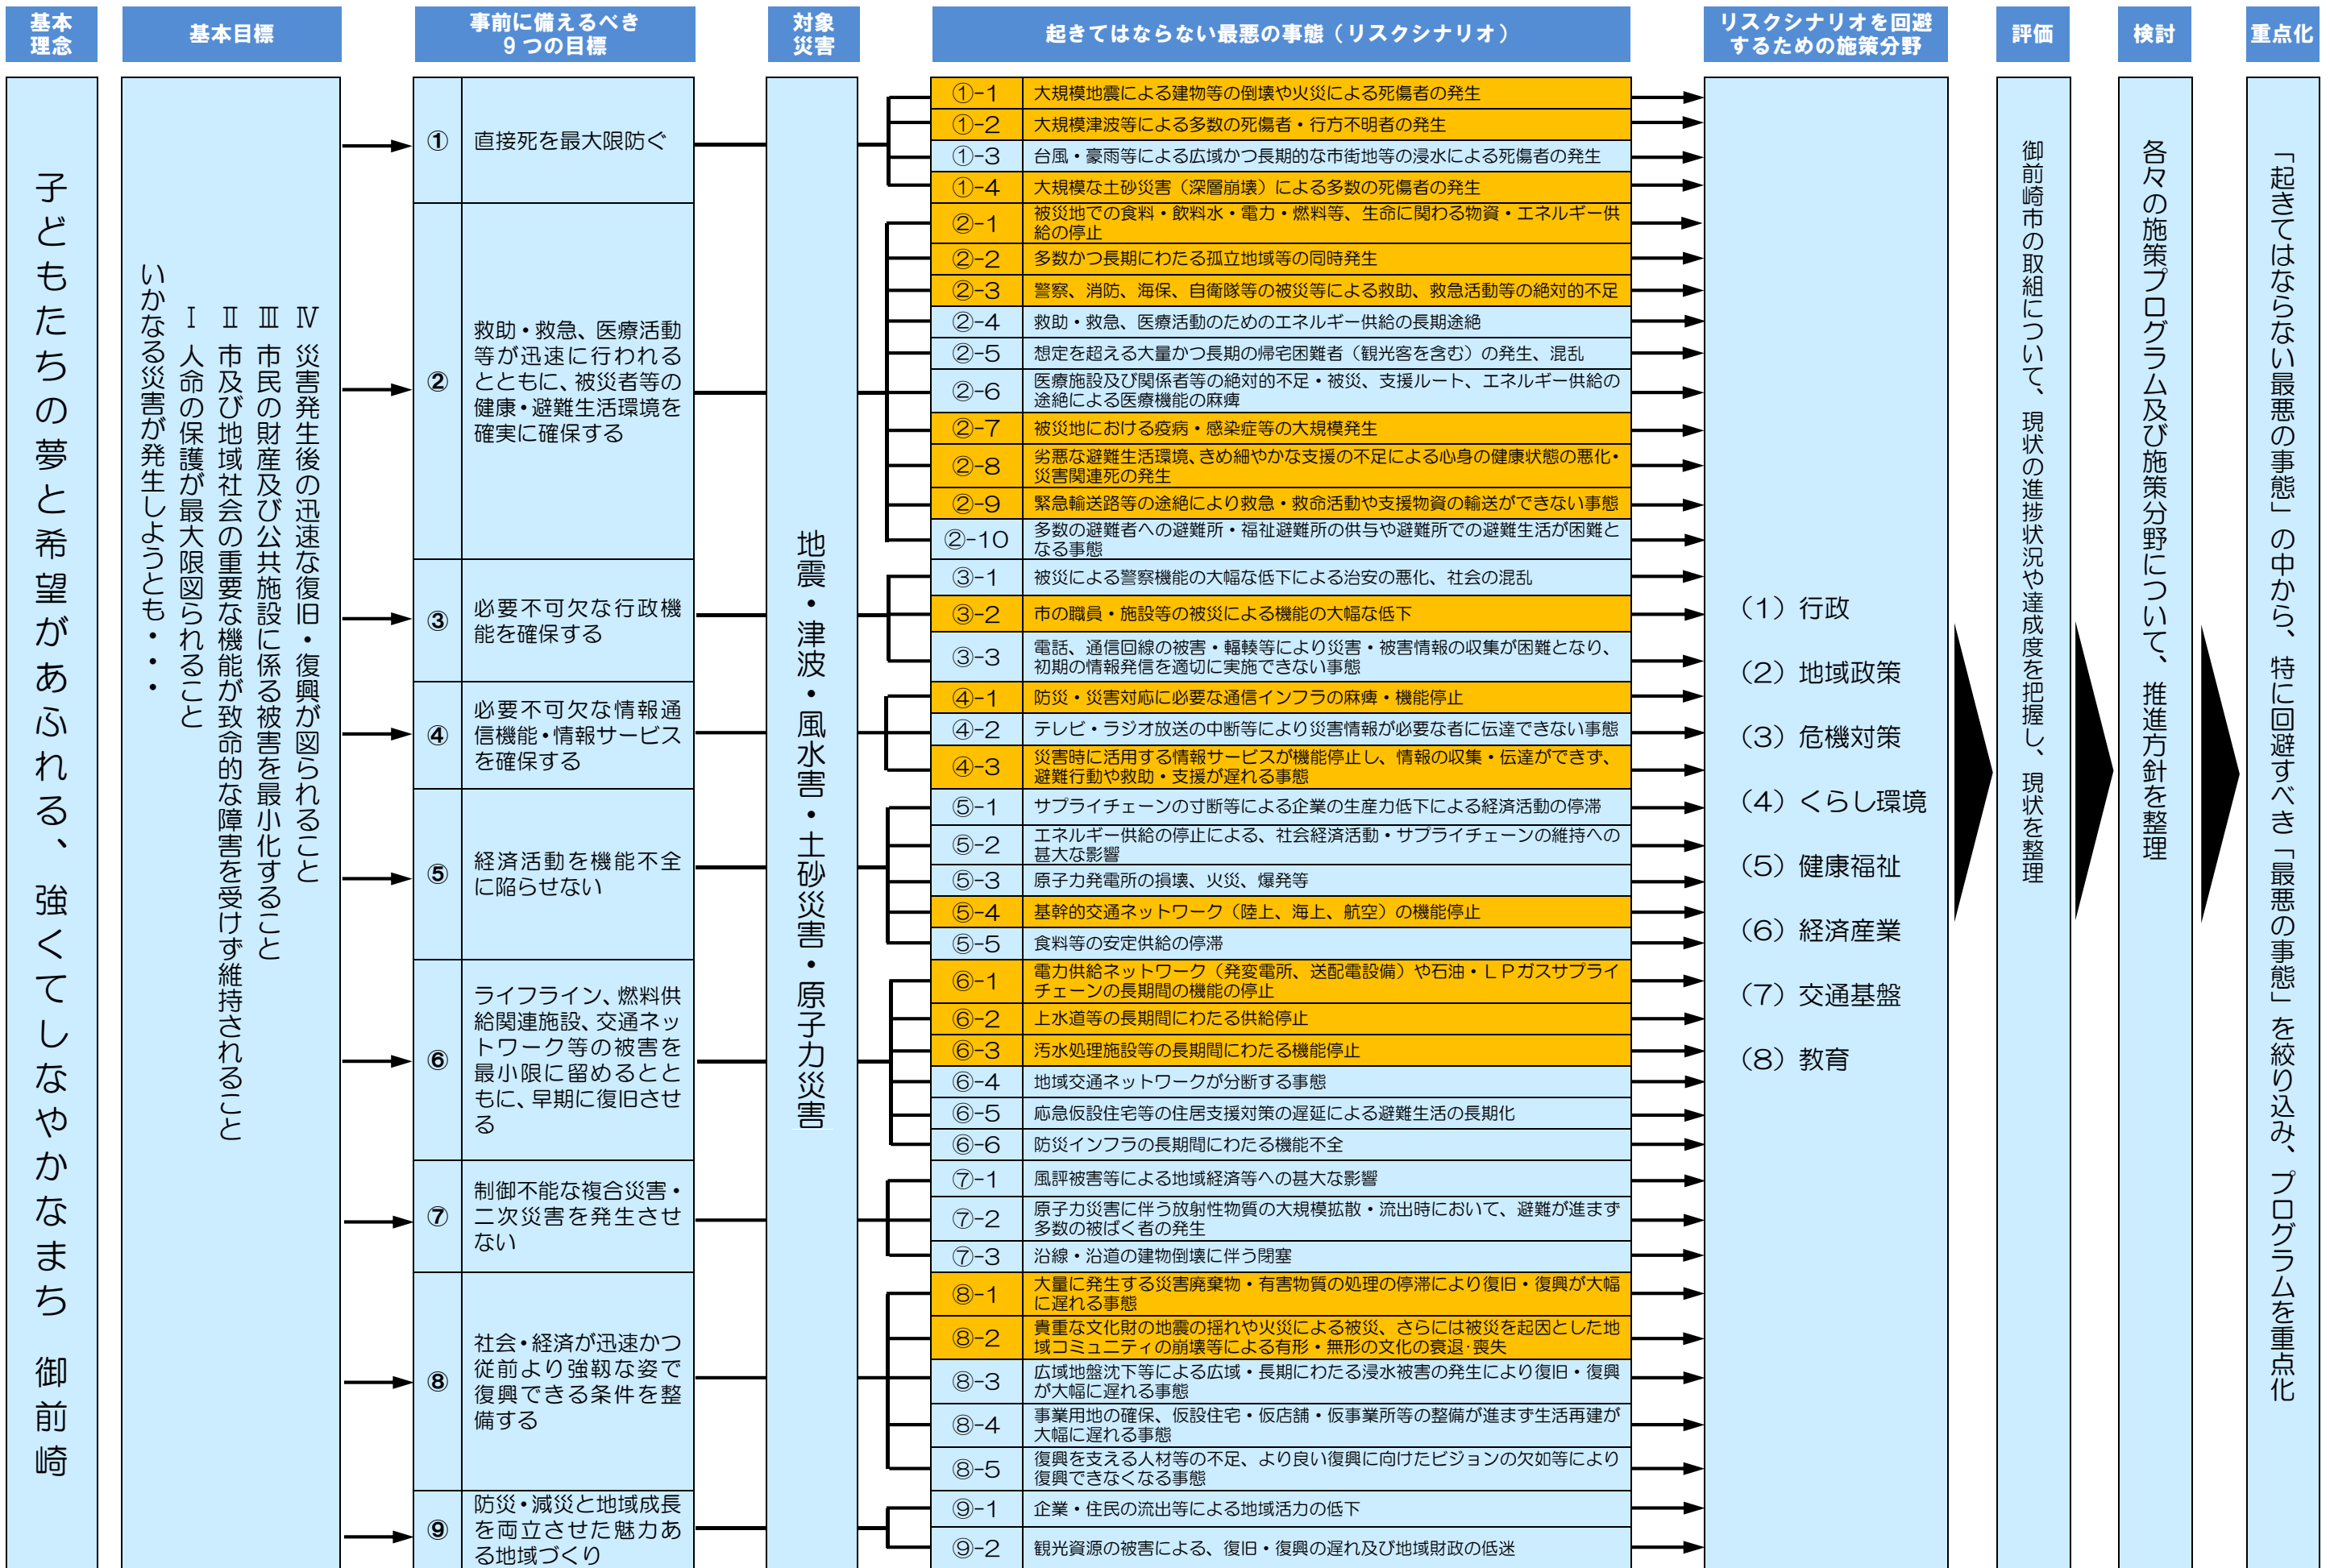 基本
理念
基本目標
事前に備えるべき
9つの目標
対象
災害
起きてはならない最悪の事態（リスクシナリオ）
リスクシナリオを回避
するための施策分野
評価
検討
重点化
子どもたちの夢と希望があふれる、強くてしなやかなまち 御前崎
いかなる災害が発生しようとも・・・
Ⅰ 人命の保護が最大限図られること
Ⅱ 市及び地域社会の重要な機能が致命的な障害を受けず維持されること
Ⅲ 市民の財産及び公共施設に係る被害を最小化すること
Ⅳ 災害発生後の迅速な復旧・復興が図られること
① 直接死を最大限防ぐ
② 救助・救急、医療活動
等が迅速に行われる
とともに、被災者等の
健康・避難生活環境を
確実に確保する
③ 必要不可欠な行政機
能を確保する
④ 必要不可欠な情報通
信機能・情報サービス
を確保する
⑤ 経済活動を機能不全
に陥らせない
⑥ ライフライン、燃料供
給関連施設、交通ネッ
トワーク等の被害を
最小限に留めるとと
もに、早期に復旧させ
る
⑦ 制御不能な複合災害・
二次災害を発生させ
ない
⑧ 社会・経済が迅速かつ
従前より強靱な姿で
復興できる条件を整
備する
⑨ 防災・減災と地域成長
を両立させた魅力あ
る地域づくり
地震・津波・風水害・土砂災害・原子力災害
①-1 大規模地震による建物等の倒壊や火災による死傷者の発生
①-2 大規模津波等による多数の死傷者・行方不明者の発生
①-3 台風・豪雨等による広域かつ長期的な市街地等の浸水による死傷者の発生
①-4 大規模な土砂災害（深層崩壊）による多数の死傷者の発生
②-1 被災地での食料・飲料水・電力・燃料等、生命に関わる物資・エネルギー供
給の停止
②-2 多数かつ長期にわたる孤立地域等の同時発生
②-3 警察、消防、海保、自衛隊等の被災等による救助、救急活動等の絶対的不足
②-4 救助・救急、医療活動のためのエネルギー供給の長期途絶
②-5 想定を超える大量かつ長期の帰宅困難者（観光客を含む）の発生、混乱
②-6 医療施設及び関係者等の絶対的不足・被災、支援ルート、エネルギー供給の
途絶による医療機能の麻痺
②-7 被災地における疫病・感染症等の大規模発生
②-8 劣悪な避難生活環境、きめ細やかな支援の不足による心身の健康状態の悪化・
災害関連死の発生
②-9 緊急輸送路等の途絶により救急・救命活動や支援物資の輸送ができない事態
②-10 多数の避難者への避難所・福祉避難所の供与や避難所での避難生活が困難と
なる事態
③-1 被災による警察機能の大幅な低下による治安の悪化、社会の混乱
③-2 市の職員・施設等の被災による機能の大幅な低下
③-3 電話、通信回線の被害・輻輳等により災害・被害情報の収集が困難となり、
初期の情報発信を適切に実施できない事態
④-1 防災・災害対応に必要な通信インフラの麻痺・機能停止
④-2 テレビ・ラジオ放送の中断等により災害情報が必要な者に伝達できない事態
④-3 災害時に活用する情報サービスが機能停止し、情報の収集・伝達ができず、
避難行動や救助・支援が遅れる事態
⑤-1 サプライチェーンの寸断等による企業の生産力低下による経済活動の停滞
⑤-2 エネルギー供給の停止による、社会経済活動・サプライチェーンの維持への
甚大な影響
⑤-3 原子力発電所の損壊、火災、爆発等
⑤-4 基幹的交通ネットワーク（陸上、海上、航空）の機能停止
⑤-5 食料等の安定供給の停滞
⑥-1 電力供給ネットワーク（発変電所、送配電設備）や石油・ＬＰガスサプライ
チェーンの長期間の機能の停止
⑥-2 上水道等の長期間にわたる供給停止
⑥-3 汚水処理施設等の長期間にわたる機能停止
⑥-4 地域交通ネットワークが分断する事態
⑥-5 応急仮設住宅等の住居支援対策の遅延による避難生活の長期化
⑥-6 防災インフラの長期間にわたる機能不全
⑦-1 風評被害等による地域経済等への甚大な影響
⑦-2 原子力災害に伴う放射性物質の大規模拡散・流出時において、避難が進まず
多数の被ばく者の発生
⑦-3 沿線・沿道の建物倒壊に伴う閉塞
⑧-1 大量に発生する災害廃棄物・有害物質の処理の停滞により復旧・復興が大幅
に遅れる事態
⑧-2 貴重な文化財の地震の揺れや火災による被災、さらには被災を起因とした地
域コミュニティの崩壊等による有形・無形の文化の衰退・喪失
⑧-3 広域地盤沈下等による広域・長期にわたる浸水被害の発生により復旧・復興
が大幅に遅れる事態
⑧-4 事業用地の確保、仮設住宅・仮店舗・仮事業所等の整備が進まず生活再建が
大幅に遅れる事態
⑧-5 復興を支える人材等の不足、より良い復興に向けたビジョンの欠如等により
復興できなくなる事態
⑨-1 企業・住民の流出等による地域活力の低下
⑨-2 観光資源の被害による、復旧・復興の遅れ及び地域財政の低迷
（1）行政
（2）地域政策
（3）危機対策
（4）くらし環境
（5）健康福祉
（6）経済産業
（7）交通基盤
（8）教育
御前崎市の取組について、現状の進捗状況や達成度を把握し、現状を整理
各々の施策プログラム及び施策分野について、推進方針を整理
「起きてはならない最悪の事態」の中から、特に回避すべき「最悪の事態」を絞り込み、プログラムを重点化